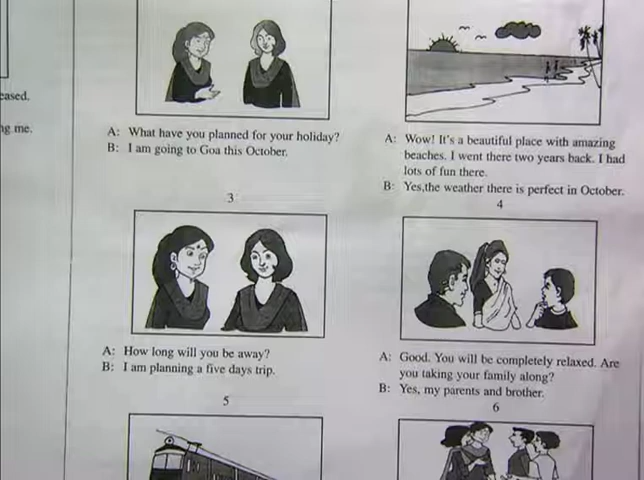 eased.
ng me.
A: What have you planned for your holiday?
B: I am going to Goa this October.
3
A: Wow! It's a beautiful place with amazing
beaches. I went there two years back. I had
lots of fun there.
B: Yes,the weather there is perfect in October.
4
A: How long will you be away?
B: I am planning a five days trip.
5
A: Good. You will be completely relaxed. Are
you taking your family along?
B: Yes, my parents and brother.
6